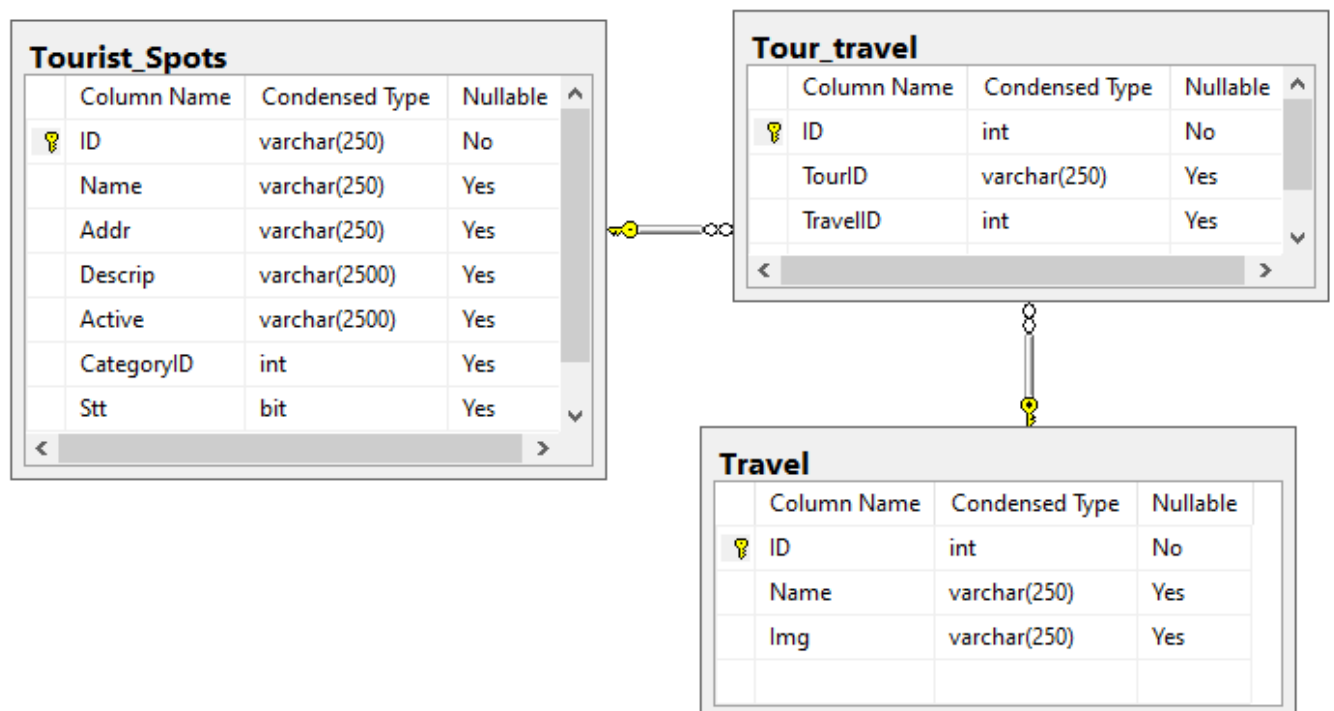 Tourist_Spots
Column Name Condensed Type Nullable
ID varchar(250) No
Name varchar(250) Yes
Addr varchar(250) Yes
Descrip varchar(2500) Yes
Active varchar(2500) Yes
CategoryID int Yes
Stt bit Yes
Tour_travel
Column Name Condensed Type Nullable
ID int No
TourID varchar(250) Yes
TravelID int Yes
Travel
Column Name Condensed Type Nullable
ID int No
Name varchar(250) Yes
Img varchar(250) Yes